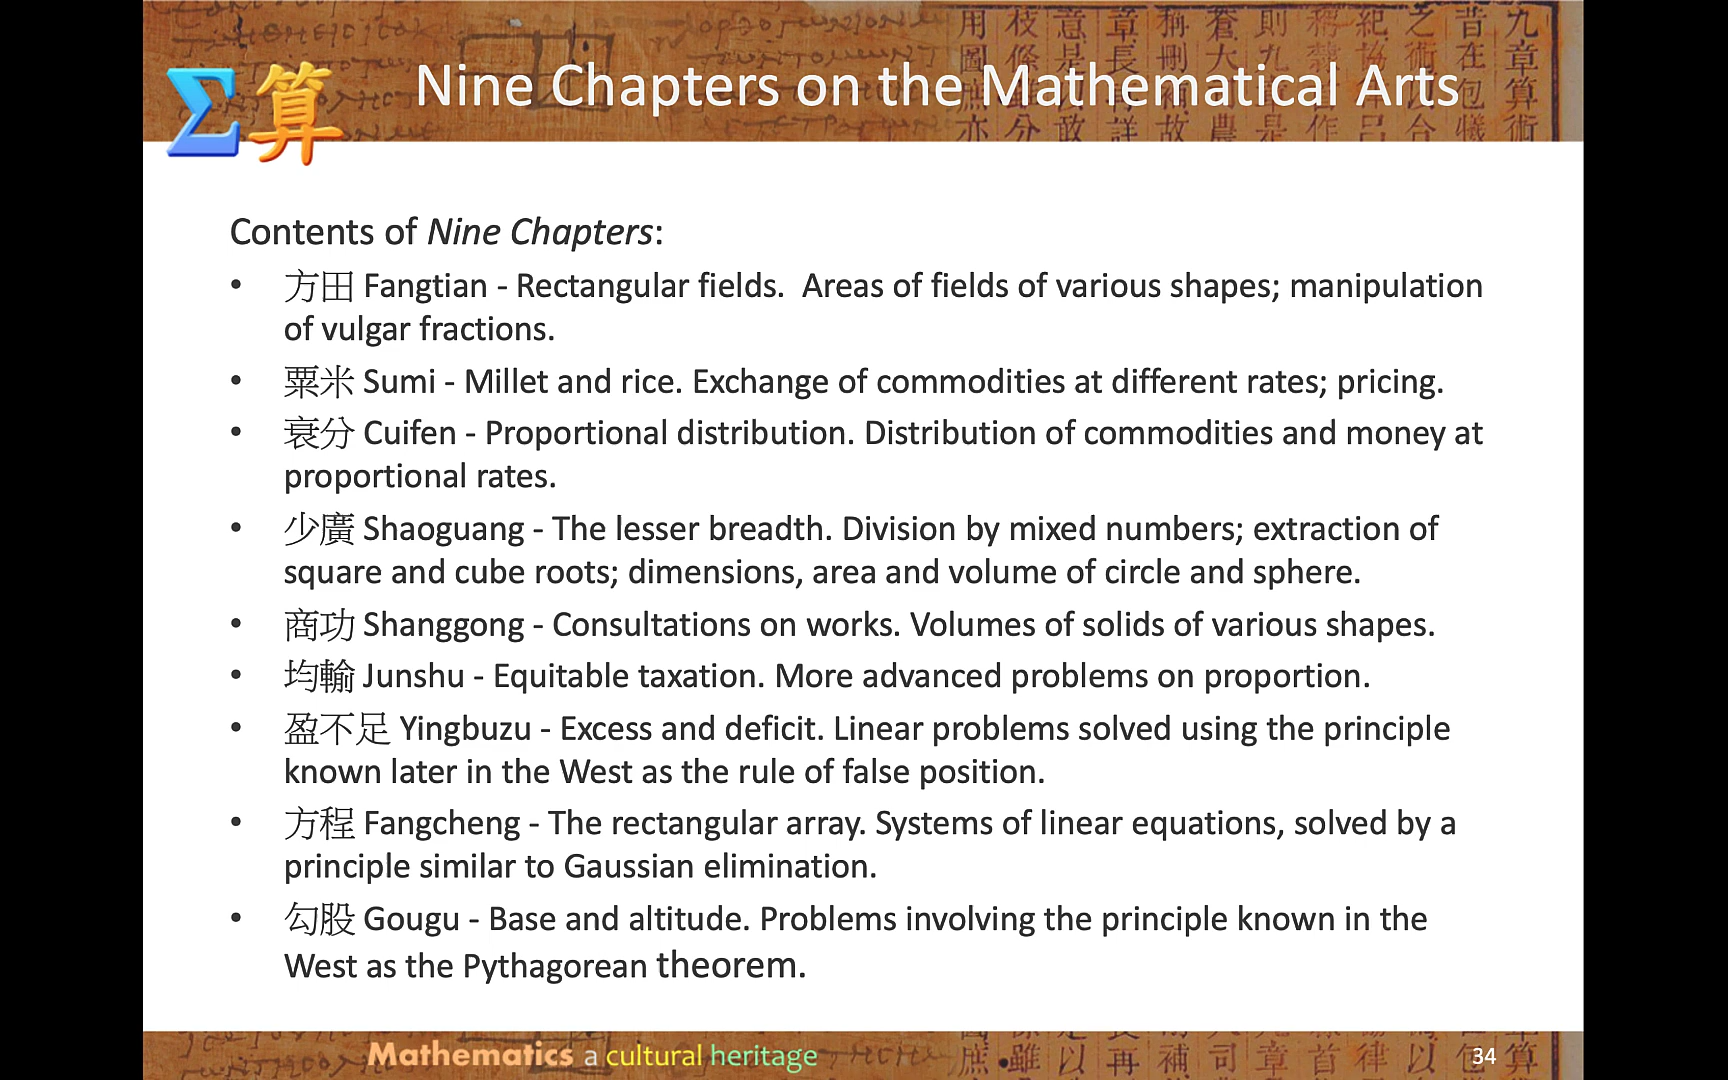 Σ算
Nine Chapters on the Mathematical Arts
Contents of Nine Chapters:
• 方田 Fangtian - Rectangular fields.  Areas of fields of various shapes; manipulation
of vulgar fractions.
• 粟米 Sumi - Millet and rice. Exchange of commodities at different rates; pricing.
• 衰分 Cuifen - Proportional distribution. Distribution of commodities and money at
proportional rates.
• 少廣 Shaoguang - The lesser breadth. Division by mixed numbers; extraction of
square and cube roots; dimensions, area and volume of circle and sphere.
• 商功 Shanggong - Consultations on works. Volumes of solids of various shapes.
• 均輸 Junshu - Equitable taxation. More advanced problems on proportion.
• 盈不足 Yingbuzu - Excess and deficit. Linear problems solved using the principle
known later in the West as the rule of false position.
• 方程 Fangcheng - The rectangular array. Systems of linear equations, solved by a
principle similar to Gaussian elimination.
• 勾股 Gougu - Base and altitude. Problems involving the principle known in the
West as the Pythagorean theorem.
Mathematics a cultural heritage
34